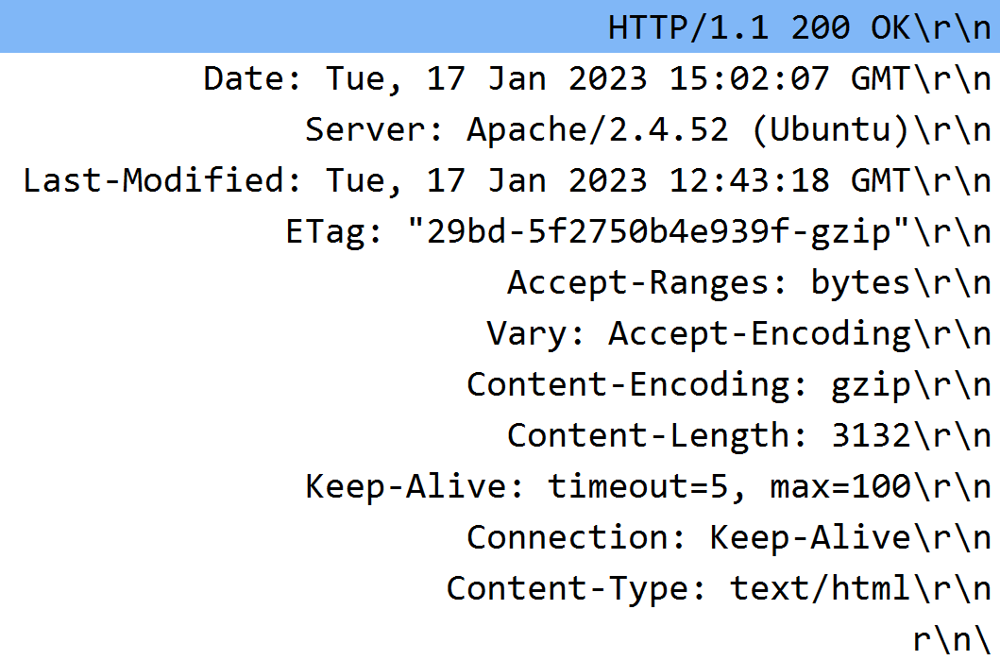 HTTP/1.1 200 OK\r\n
Date: Tue, 17 Jan 2023 15:02:07 GMT\r\n
Server: Apache/2.4.52 (Ubuntu)\r\n
Last-Modified: Tue, 17 Jan 2023 12:43:18 GMT\r\n
ETag: "29bd-5f2750b4e939f-gzip"\r\n
Accept-Ranges: bytes\r\n
Vary: Accept-Encoding\r\n
Content-Encoding: gzip\r\n
Content-Length: 3132\r\n
Keep-Alive: timeout=5, max=100\r\n
Connection: Keep-Alive\r\n
Content-Type: text/html\r\n
r\n\